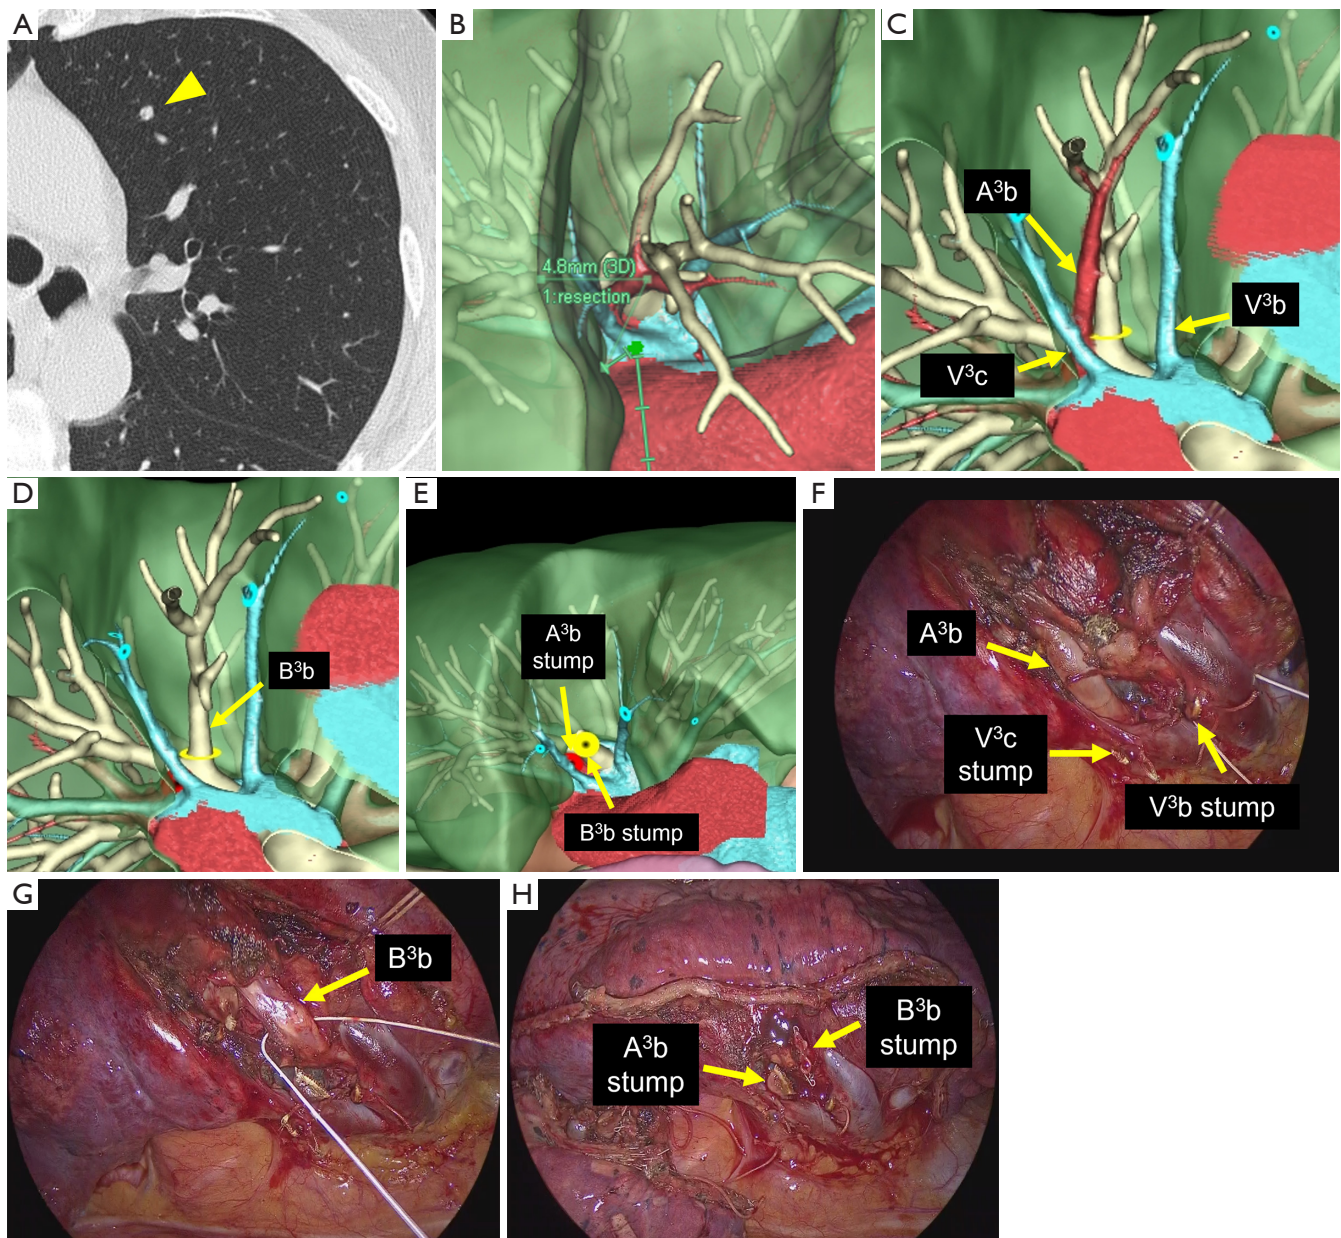 A
B
4.8mm (3D)
1:resection
C
A³b
V³b
V³c
D
B³b
E
A³b
stump
B³b stump
F
A³b
V³c
stump
V³b stump
G
B³b
H
B³b
stump
A³b
stump